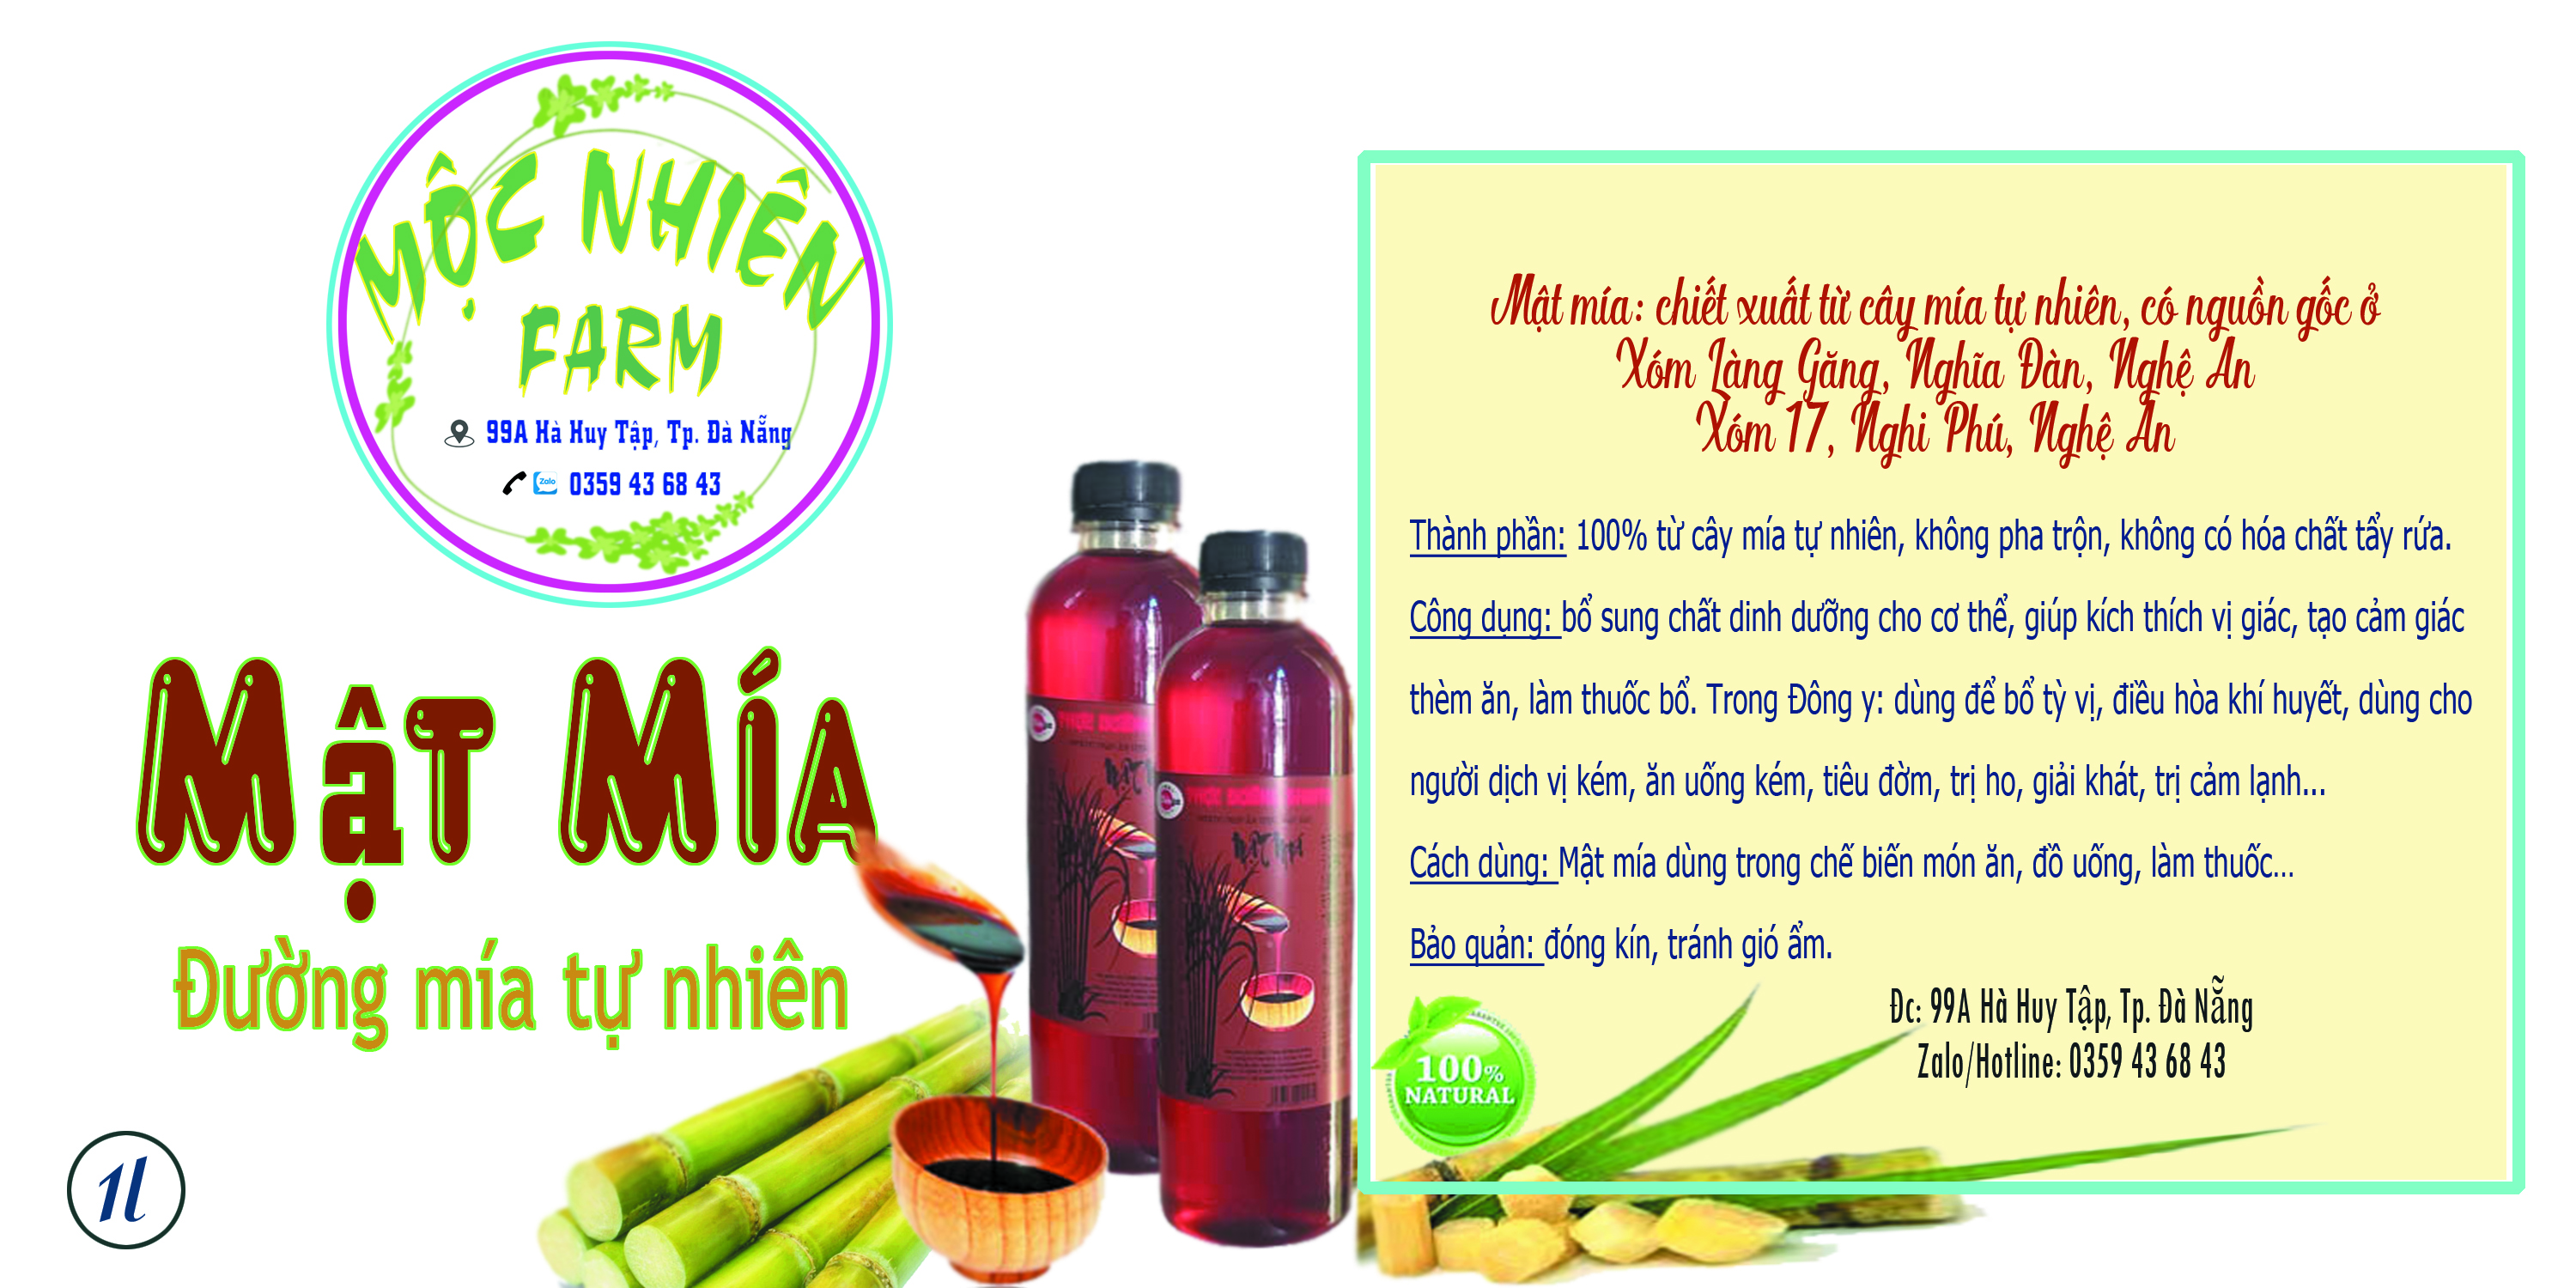 MỘC NHIÊN
FARM
99A Hà Huy Tập, Tp. Đà Nẵng
Zalo 0359 43 68 43
Mật Mía
Đường mía tự nhiên
1l
Mật mía: chiết xuất từ cây mía tự nhiên, có nguồn gốc ở
Xóm Làng Găng, Nghĩa Đàn, Nghệ An
Xóm 17, Nghi Phú, Nghệ An
Thành phần: 100% từ cây mía tự nhiên, không pha trộn, không có hóa chất tẩy rứa.
Công dụng: bổ sung chất dinh dưỡng cho cơ thể, giúp kích thích vị giác, tạo cảm giác
thèm ăn, làm thuốc bổ. Trong Đông y: dùng để bổ tỳ vị, điều hòa khí huyết, dùng cho
người dịch vị kém, ăn uống kém, tiêu đờm, trị ho, giải khát, trị cảm lạnh...
Cách dùng: Mật mía dùng trong chế biến món ăn, đồ uống, làm thuốc...
Bảo quản: đóng kín, tránh gió ẩm.
Đc: 99A Hà Huy Tập, Tp. Đà Nẵng
Zalo/Hotline: 0359 43 68 43
100%
NATURAL